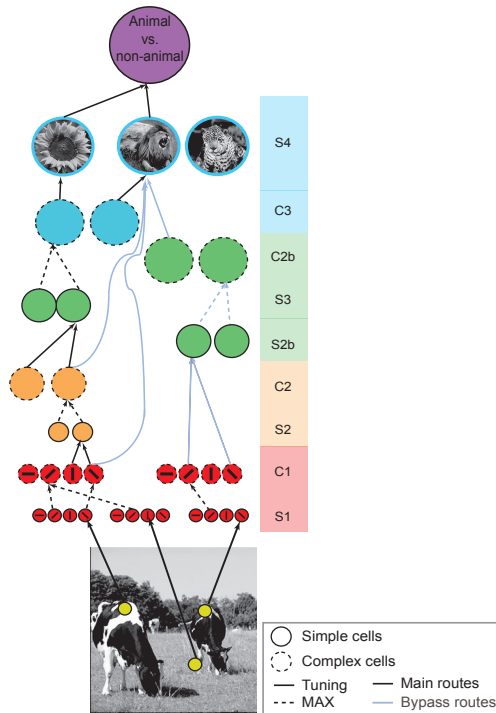 Animal
vs.
non-animal
S4
C3
C2b
S3
S2b
C2
S2
C1
S1
Simple cells
Complex cells
Tuning
Main routes
MAX
Bypass routes